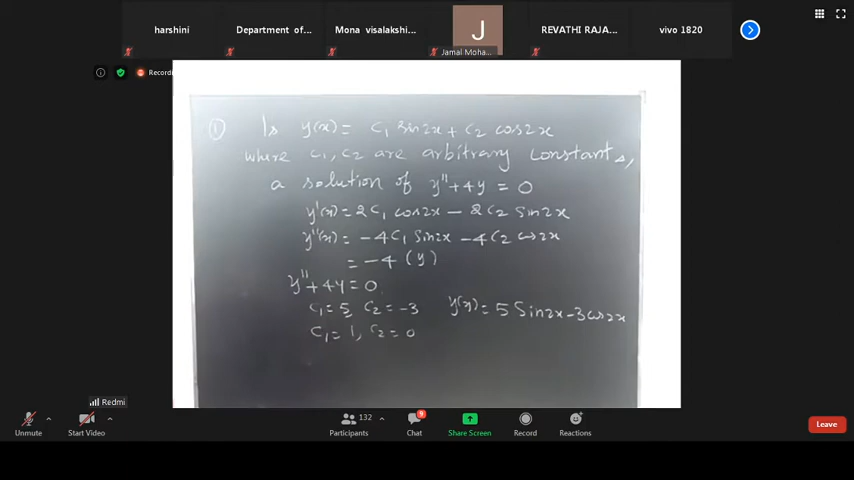 harshini
Department of...
Mona visalakshi...
J
Jamal Moha...
REVATHI RAJA...
vivo 1820
Recordi
① Is y(x) = C₁ sin2x + C₂ cos2x
where C₁, C₂ are arbitrary constants,
a solution of y'' + 4y = 0
y'(x) = 2C₁ cos2x - 2C₂ sin2x
y''(x) = -4C₁ sin2x - 4C₂ cos2x
= -4 (y)
y'' + 4y = 0
C₁ = 5, C₂ = -3 y(x) = 5 Sin2x - 3cos2x
C₁ = 1, C₂ = 0
Redmi
Unmute
Start Video
132
Participants
9
Chat
Share Screen
Record
Reactions
Leave